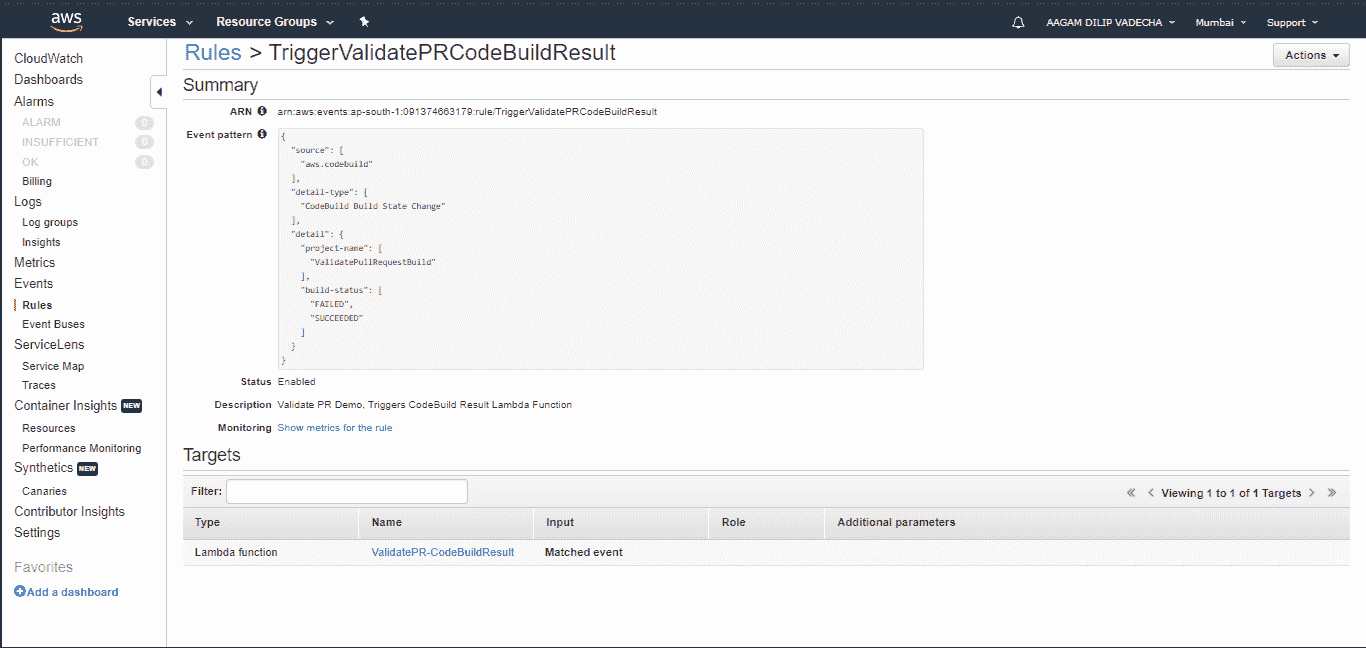 aws
Services
Resource Groups
AAGAM DILIP VADECHA
Mumbai
Support
CloudWatch
Dashboards
Alarms
ALARM 0
INSUFFICIENT 0
OK 0
Billing
Logs
Log groups
Insights
Metrics
Events
Rules
Event Buses
ServiceLens
Service Map
Traces
Container Insights NEW
Resources
Performance Monitoring
Synthetics NEW
Canaries
Contributor Insights
Settings
Favorites
Add a dashboard
Rules > TriggerValidatePRCodeBuildResult
Actions
Summary
ARN arn:aws:events:ap-south-1:091374663179:rule/TriggerValidatePRCodeBuildResult
Event pattern {
"source": [
"aws.codebuild"
],
"detail-type": [
"CodeBuild Build State Change"
],
"detail": {
"project-name": [
"ValidatePullRequestBuild"
],
"build-status": [
"FAILED",
"SUCCEEDED"
]
}
}
Status Enabled
Description Validate PR Demo, Triggers CodeBuild Result Lambda Function
Monitoring Show metrics for the rule
Targets
Filter:
« < Viewing 1 to 1 of 1 Targets > »
Type Name Input Role Additional parameters
Lambda function ValidatePR-CodeBuildResult Matched event